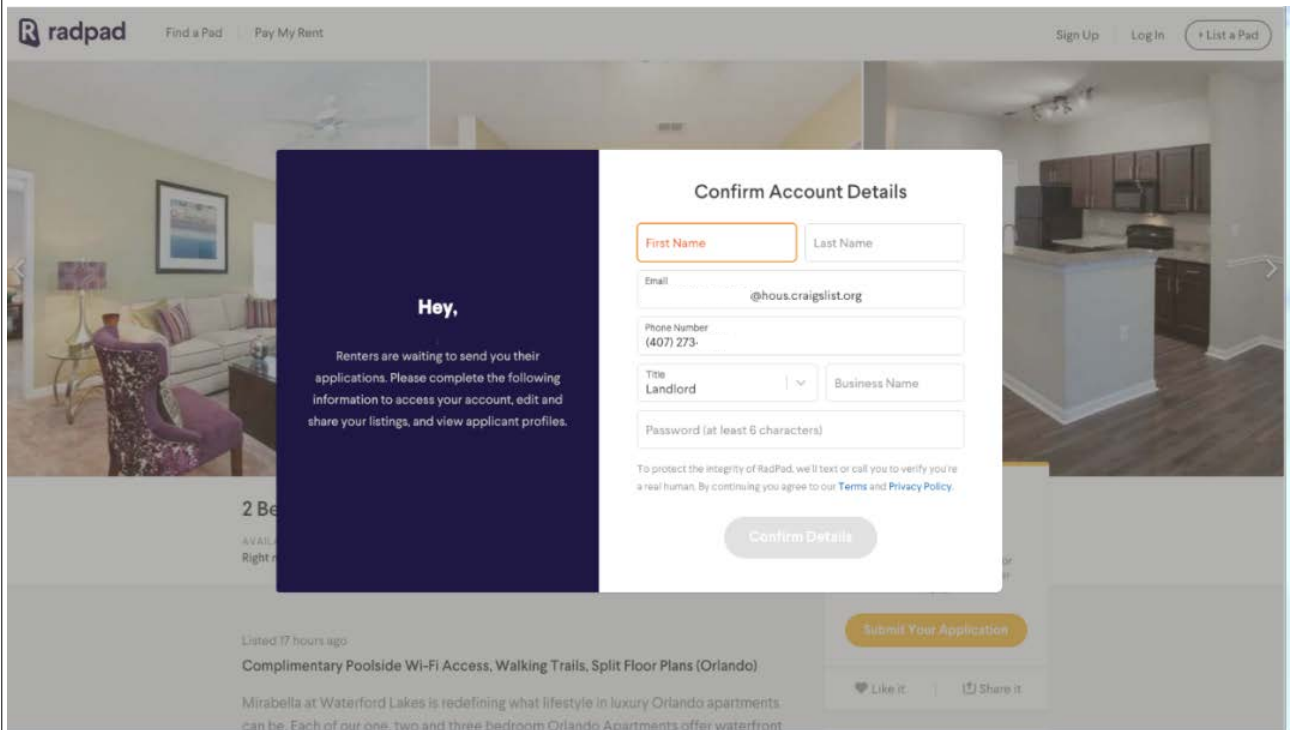 radpad
Find a Pad
Pay My Rent
Sign Up
Log In
+ List a Pad
Hey,
Renters are waiting to send you their
applications. Please complete the following
information to access your account, edit and
share your listings, and view applicant profiles.
Confirm Account Details
First Name
Last Name
Email
@hous.craigslist.org
Phone Number
(407) 273-
Title
Landlord
Business Name
Password (at least 6 characters)
To protect the integrity of RadPad, we'll text or call you to verify you're
a real human. By continuing you agree to our Terms and Privacy Policy.
Confirm Details
2 Be
AVAILA
Right
or
Submit Your Application
Like it
Share it
Listed 17 hours ago
Complimentary Poolside Wi-Fi Access, Walking Trails, Split Floor Plans (Orlando)
Mirabella at Waterford Lakes is redefining what lifestyle in luxury Orlando apartments
can be. Each of our one, two and three bedroom Orlando Apartments offer waterfront